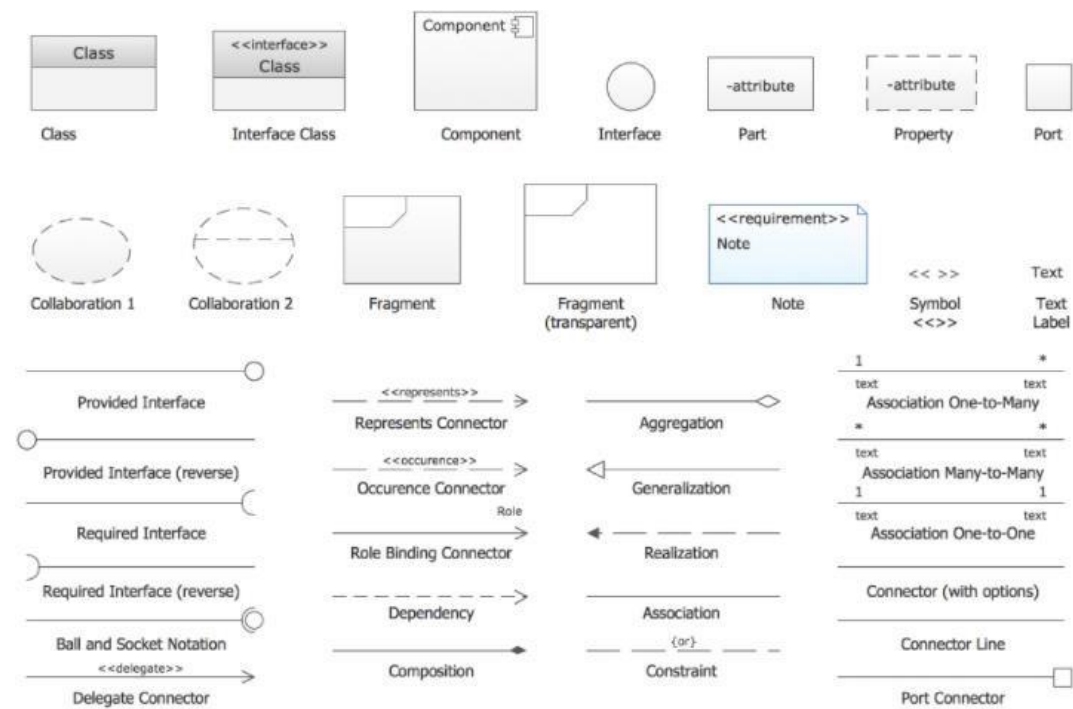 Class
Class
<<interface>>
Class
Interface Class
Component
Component
Interface
-attribute
Part
-attribute
Property
Port
Collaboration 1
Collaboration 2
Fragment
Fragment
(transparent)
<<requirement>>
Note
Note
<< >>
Symbol
<<>>
Text
Text
Label
Provided Interface
Provided Interface (reverse)
Required Interface
Required Interface (reverse)
Ball and Socket Notation
<<delegate>>
Delegate Connector
<<represents>>
Represents Connector
<<occurence>>
Occurence Connector
Role
Role Binding Connector
Dependency
Composition
Aggregation
Generalization
Realization
Association
{or}
Constraint
1 *
text text
Association One-to-Many
* *
text text
Association Many-to-Many
1 1
text text
Association One-to-One
Connector (with options)
Connector Line
Port Connector